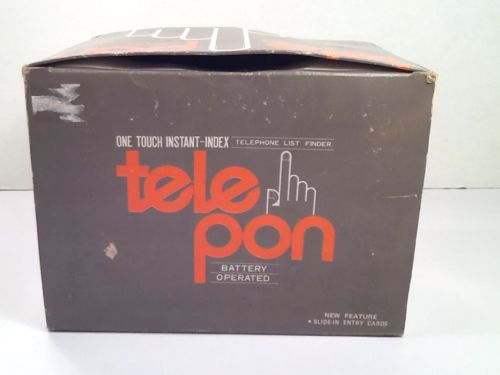 ONE TOUCH INSTANT-INDEX TELEPHONE LIST FINDER
tele
pon
BATTERY
OPERATED
NEW FEATURE
• SLIDE-IN ENTRY CARDS